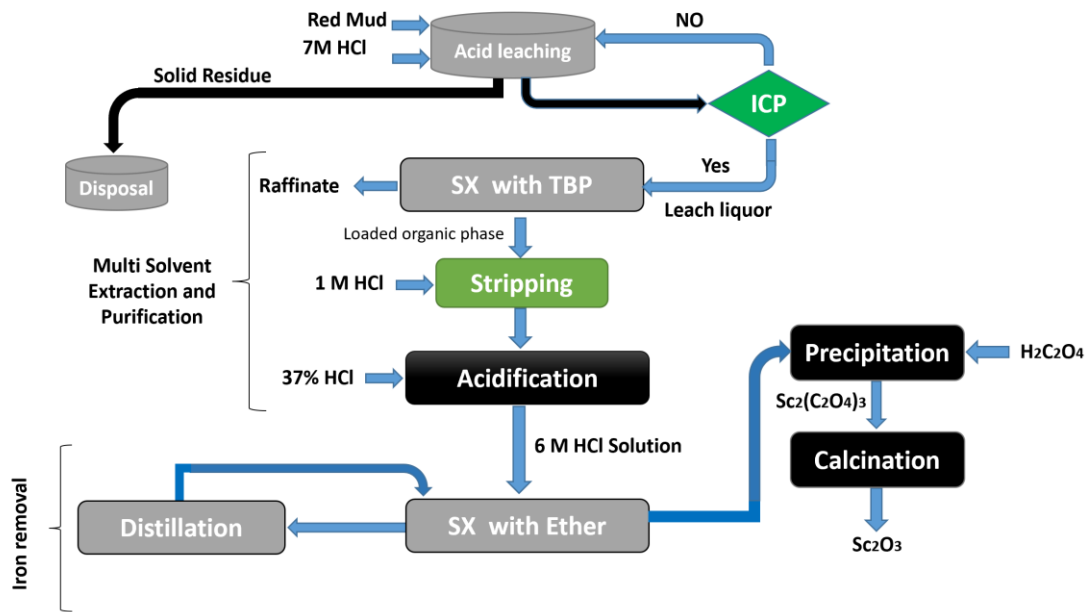 Red Mud
7M HCl
Acid leaching
NO
Solid Residue
ICP
Disposal
Raffinate
SX with TBP
Yes
Leach liquor
Loaded organic phase
Multi Solvent
Extraction and
Purification
1 M HCl
Stripping
37% HCl
Acidification
Precipitation
H2C2O4
Sc2(C2O4)3
Calcination
6 M HCl Solution
Iron removal
Distillation
SX with Ether
Sc2O3